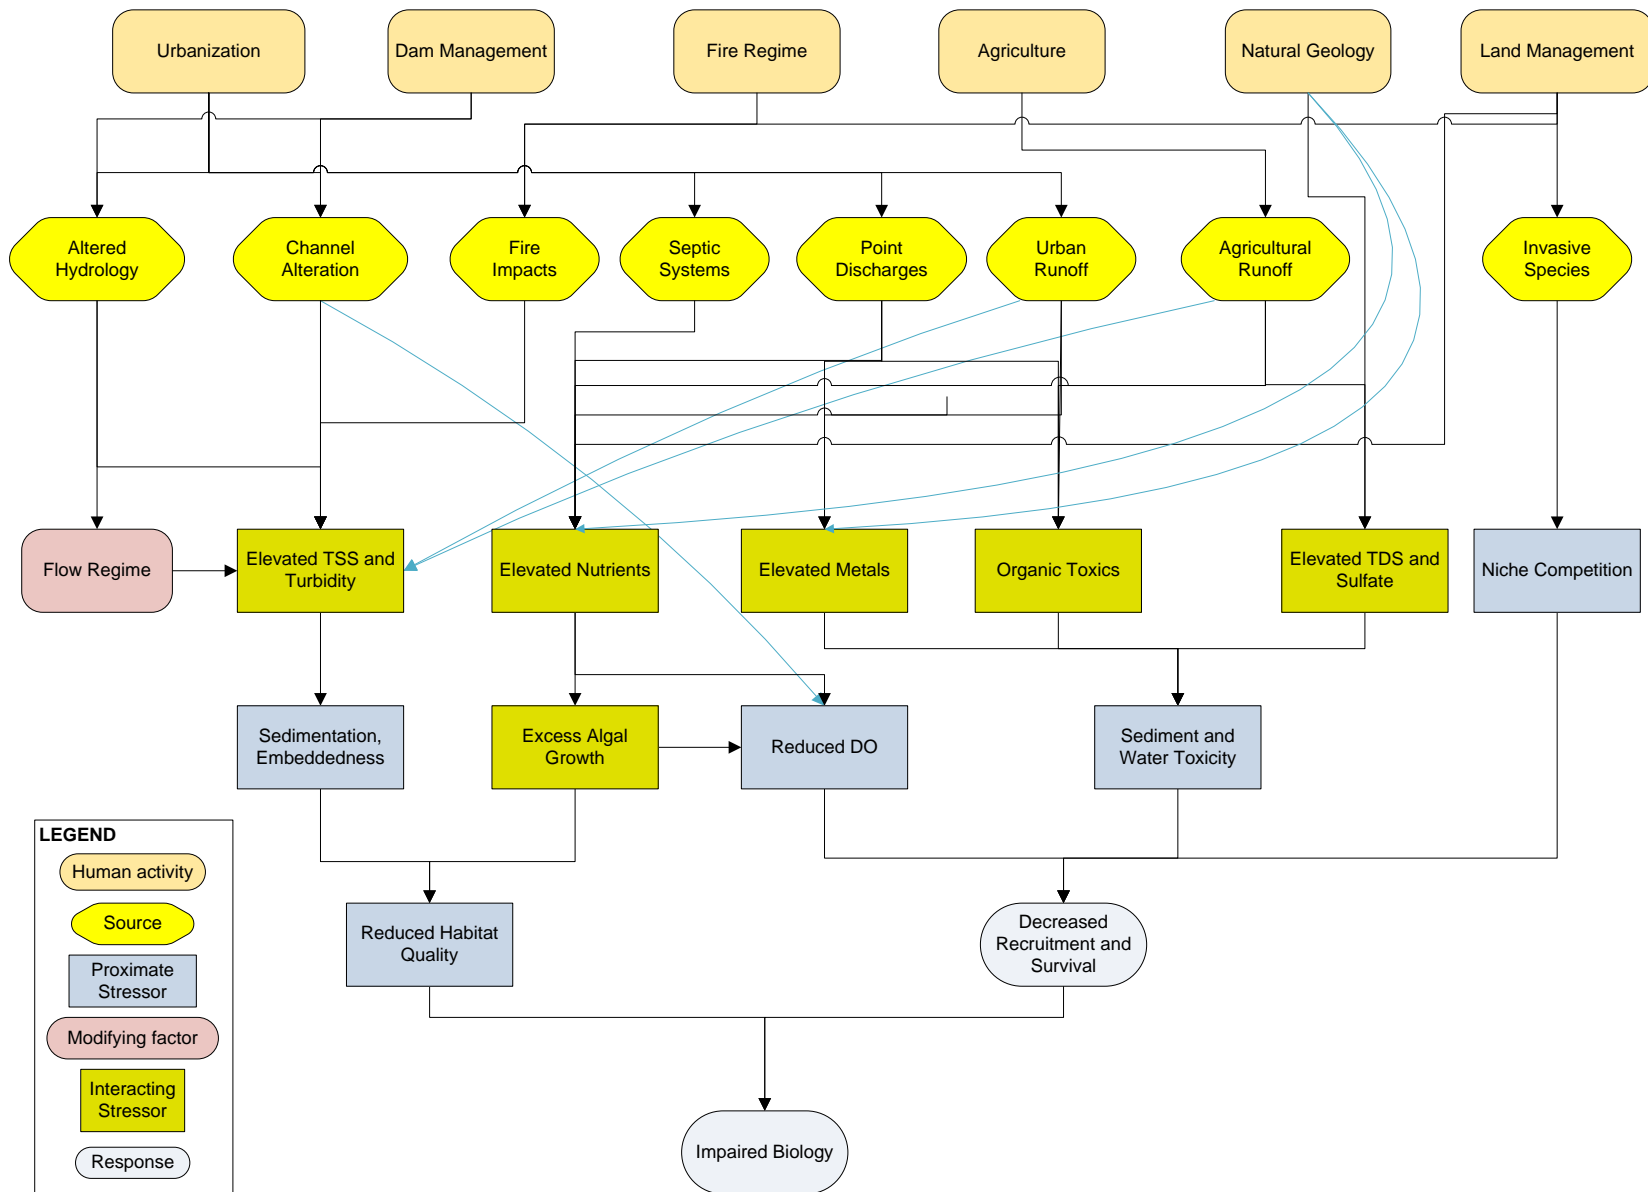 Urbanization
Dam Management
Fire Regime
Agriculture
Natural Geology
Land Management
Altered
Hydrology
Channel
Alteration
Fire
Impacts
Septic
Systems
Point
Discharges
Urban
Runoff
Agricultural
Runoff
Invasive
Species
Flow Regime
Elevated TSS and
Turbidity
Elevated Nutrients
Elevated Metals
Organic Toxics
Elevated TDS and
Sulfate
Niche Competition
Sedimentation,
Embeddedness
Excess Algal
Growth
Reduced DO
Sediment and
Water Toxicity
Reduced Habitat
Quality
Decreased
Recruitment and
Survival
Impaired Biology
LEGEND
Human activity
Source
Proximate
Stressor
Modifying factor
Interacting
Stressor
Response